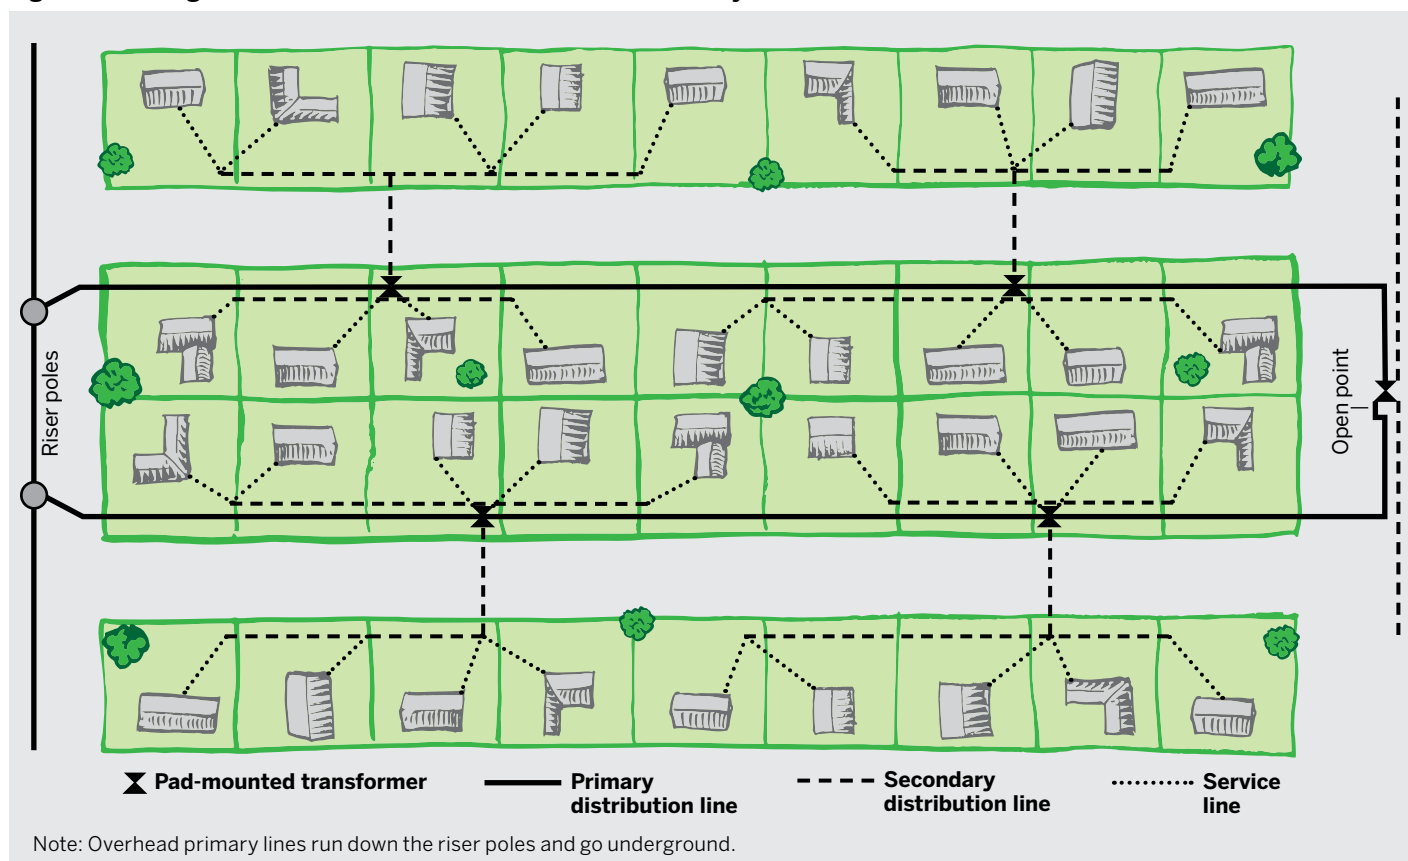 Riser poles
Open point
Pad-mounted transformer
Primary
distribution line
Secondary
distribution line
Service
line
Note: Overhead primary lines run down the riser poles and go underground.